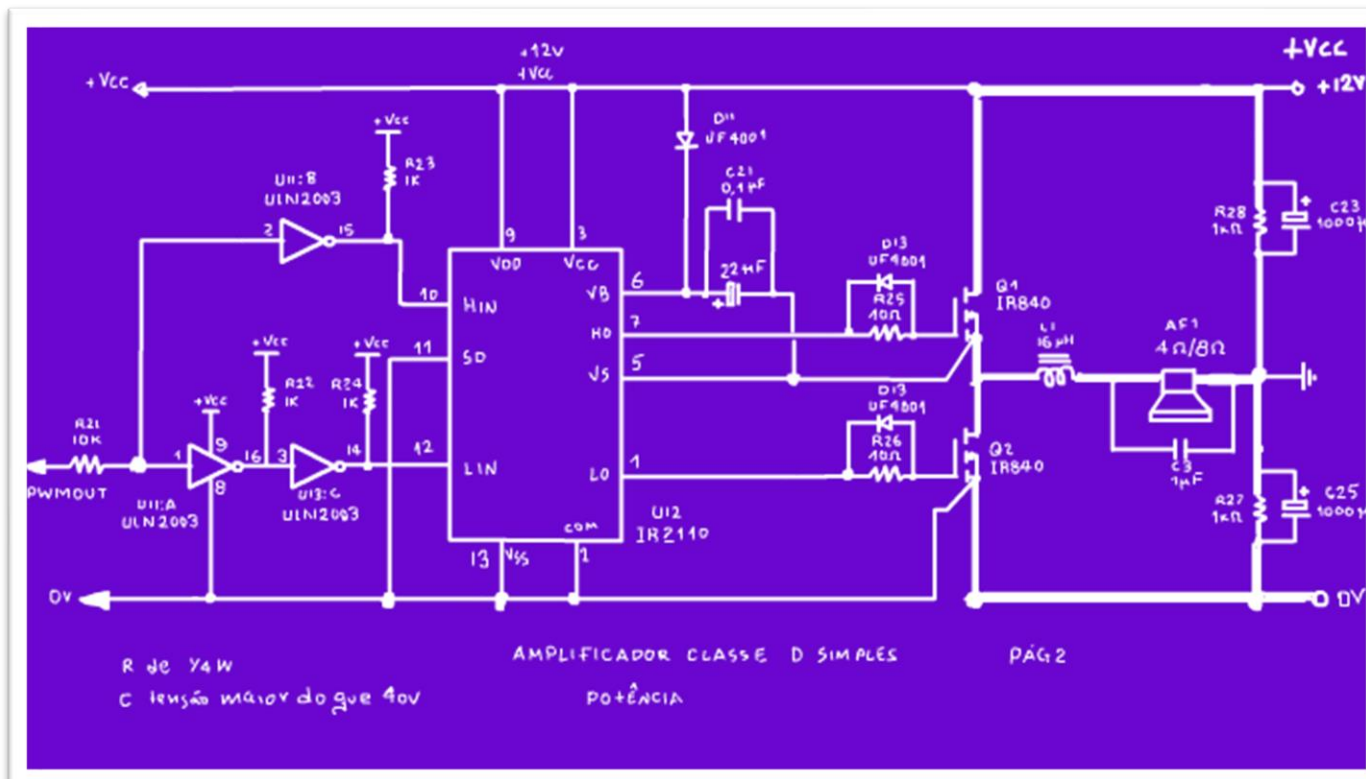 +12V
+VCC
+VCC
+VCC
+12V
D11
UF4001
+VCC
R23
1K
C21
0,1µF
U11:B
ULN2003
2
15
R28
1KΩ
C23
1000µ
9
3
VDD
VCC
22µF
+
6
VB
D13
UF4001
R25
10Ω
Q1
IR840
10
HIN
7
HO
L1
16µH
AF1
4Ω/8Ω
11
SD
5
VS
+VCC
+VCC
R22
1K
R24
1K
D13
UF4001
R26
10Ω
Q2
IR840
+VCC
R21
10K
9
1
16
3
14
12
LIN
1
LO
C3
1µF
PWMOUT
8
U11:A
ULN2003
U13:C
ULN2003
U12
IR2110
R27
1KΩ
C25
1000µ
COM
13
VSS
2
0V
0V
R de 1/4W
AMPLIFICADOR CLASSE D SIMPLES
PÁG2
C tensão maior do que 40V
POTÊNCIA